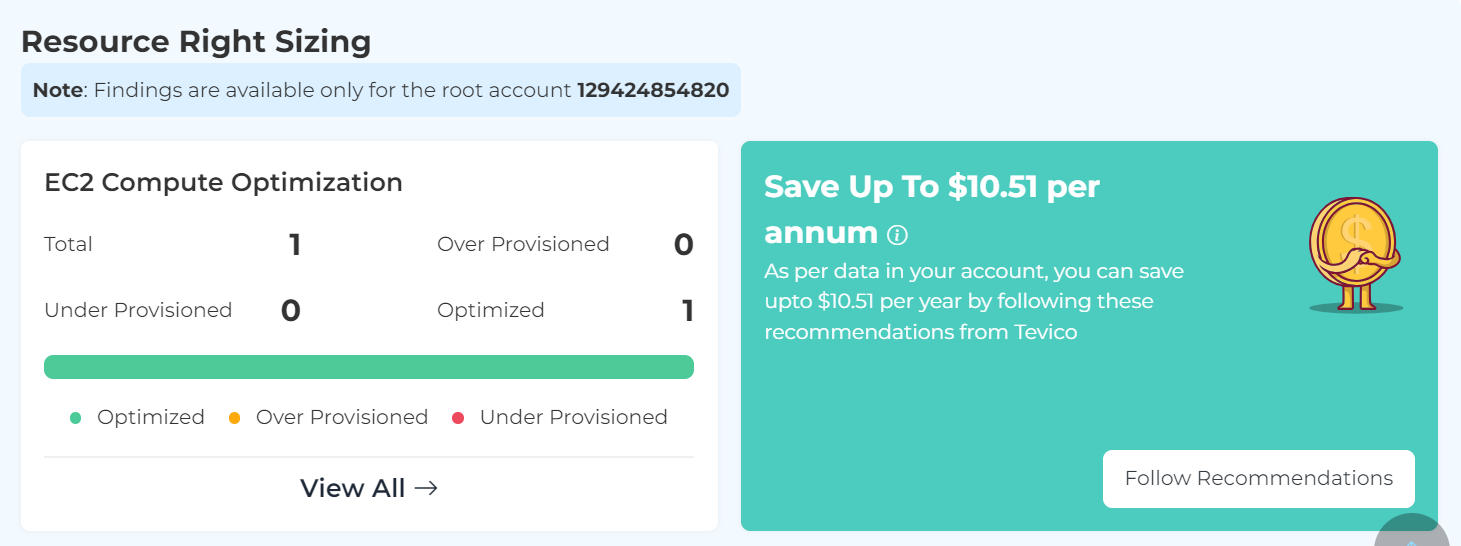 Resource Right Sizing
Note: Findings are available only for the root account 129424854820
EC2 Compute Optimization
Total 1 Over Provisioned 0
Under Provisioned 0 Optimized 1
Optimized Over Provisioned Under Provisioned
View All →
Save Up To $10.51 per
annum
As per data in your account, you can save
upto $10.51 per year by following these
recommendations from Tevico
Follow Recommendations